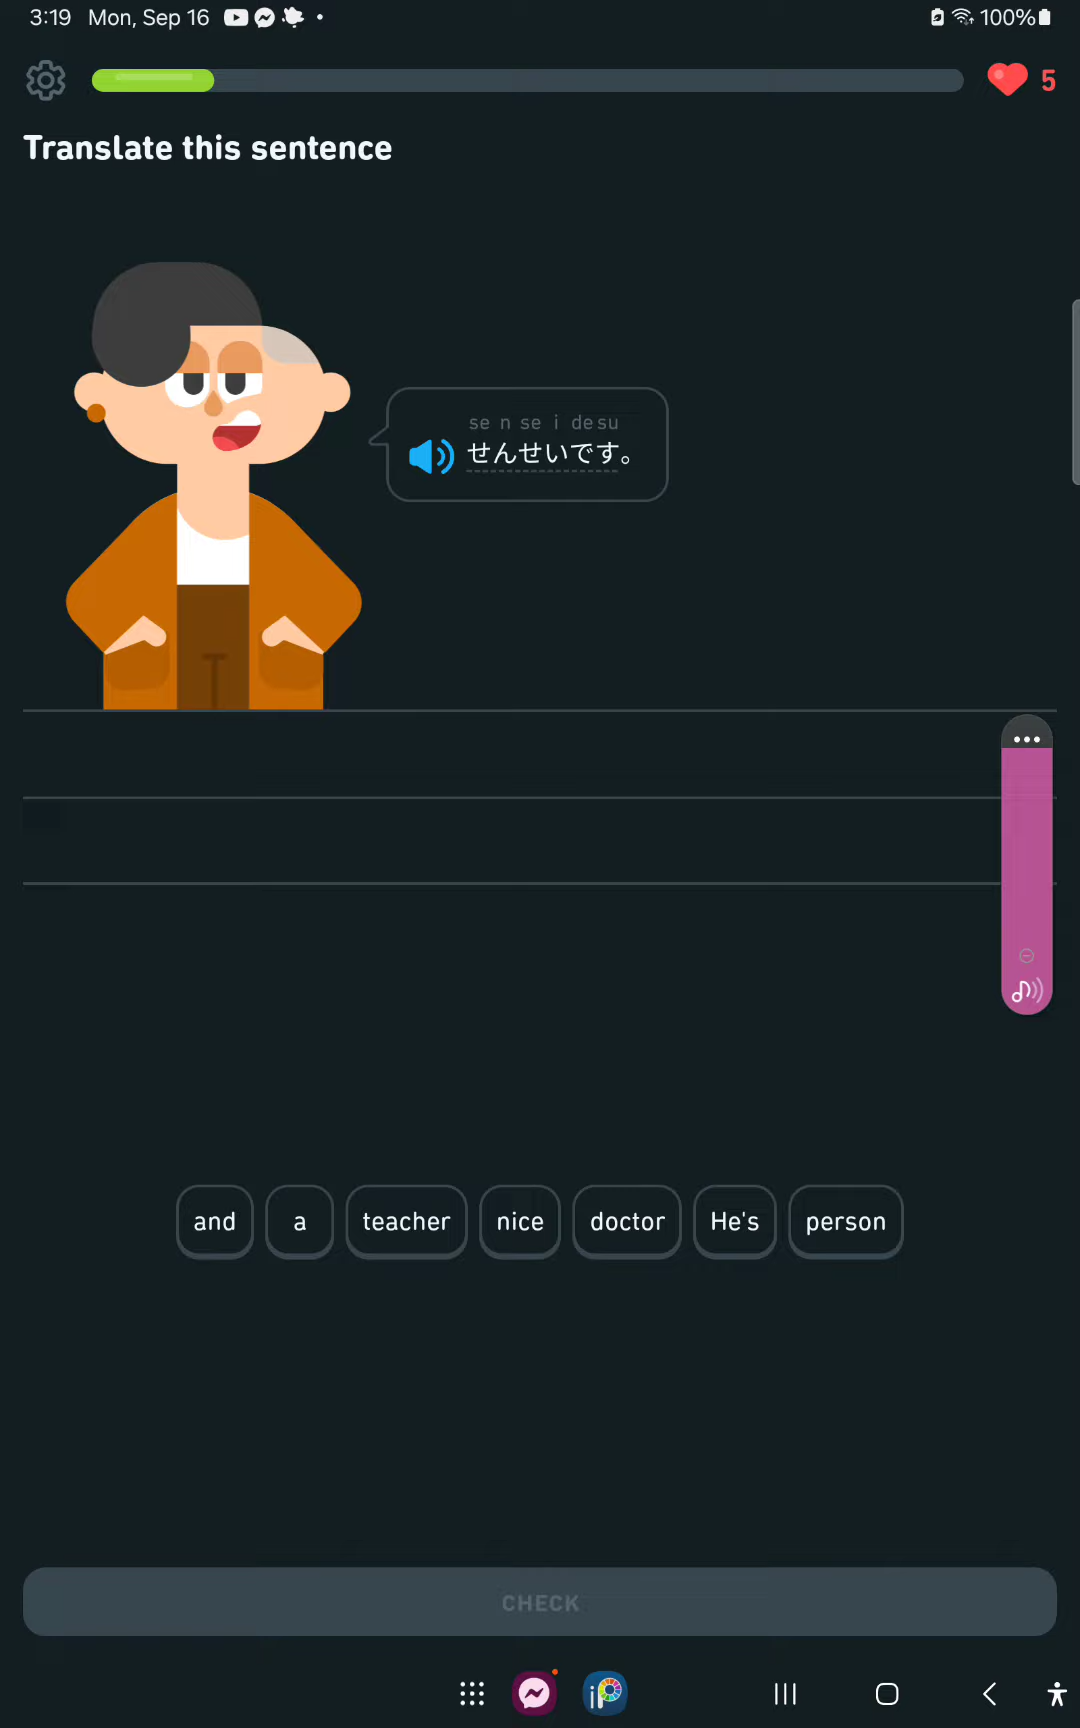 3:19 Mon, Sep 16 100%
5
Translate this sentence
se n se i de su
せんせいです。
and a teacher nice doctor He's person
CHECK